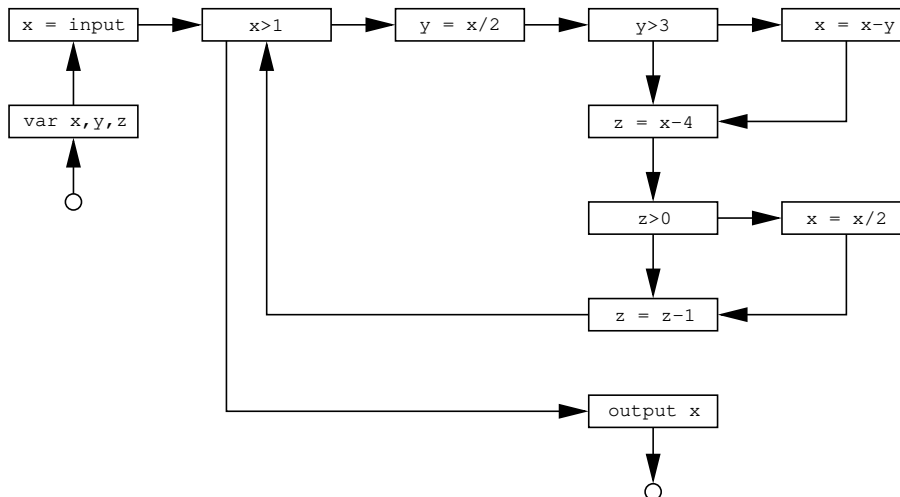 x = input
x>1
y = x/2
y>3
x = x−y
var x,y,z
z = x−4
z>0
x = x/2
z = z−1
output x